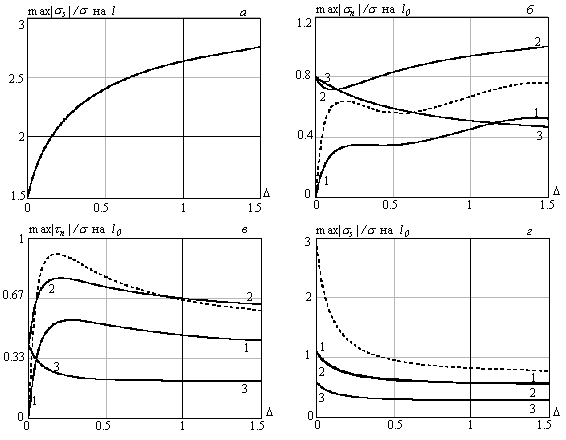 max|σs|/σ на l а
3
2.5
2
1.5
0 0.5 1 1.5 Δ
max|σn|/σ на l0 б
1.2
0.8
0.4
0
0 0.5 1 1.5 Δ
3 2 2 1 1 3
max|τn|/σ на l0 в
1
0.67
0.33
0
0 0.5 1 1.5 Δ
2 2 1 3 3 1
max|σs|/σ на l0 г
3
2
1
0
0 0.5 1 1.5 Δ
1 2 3 1 2 3